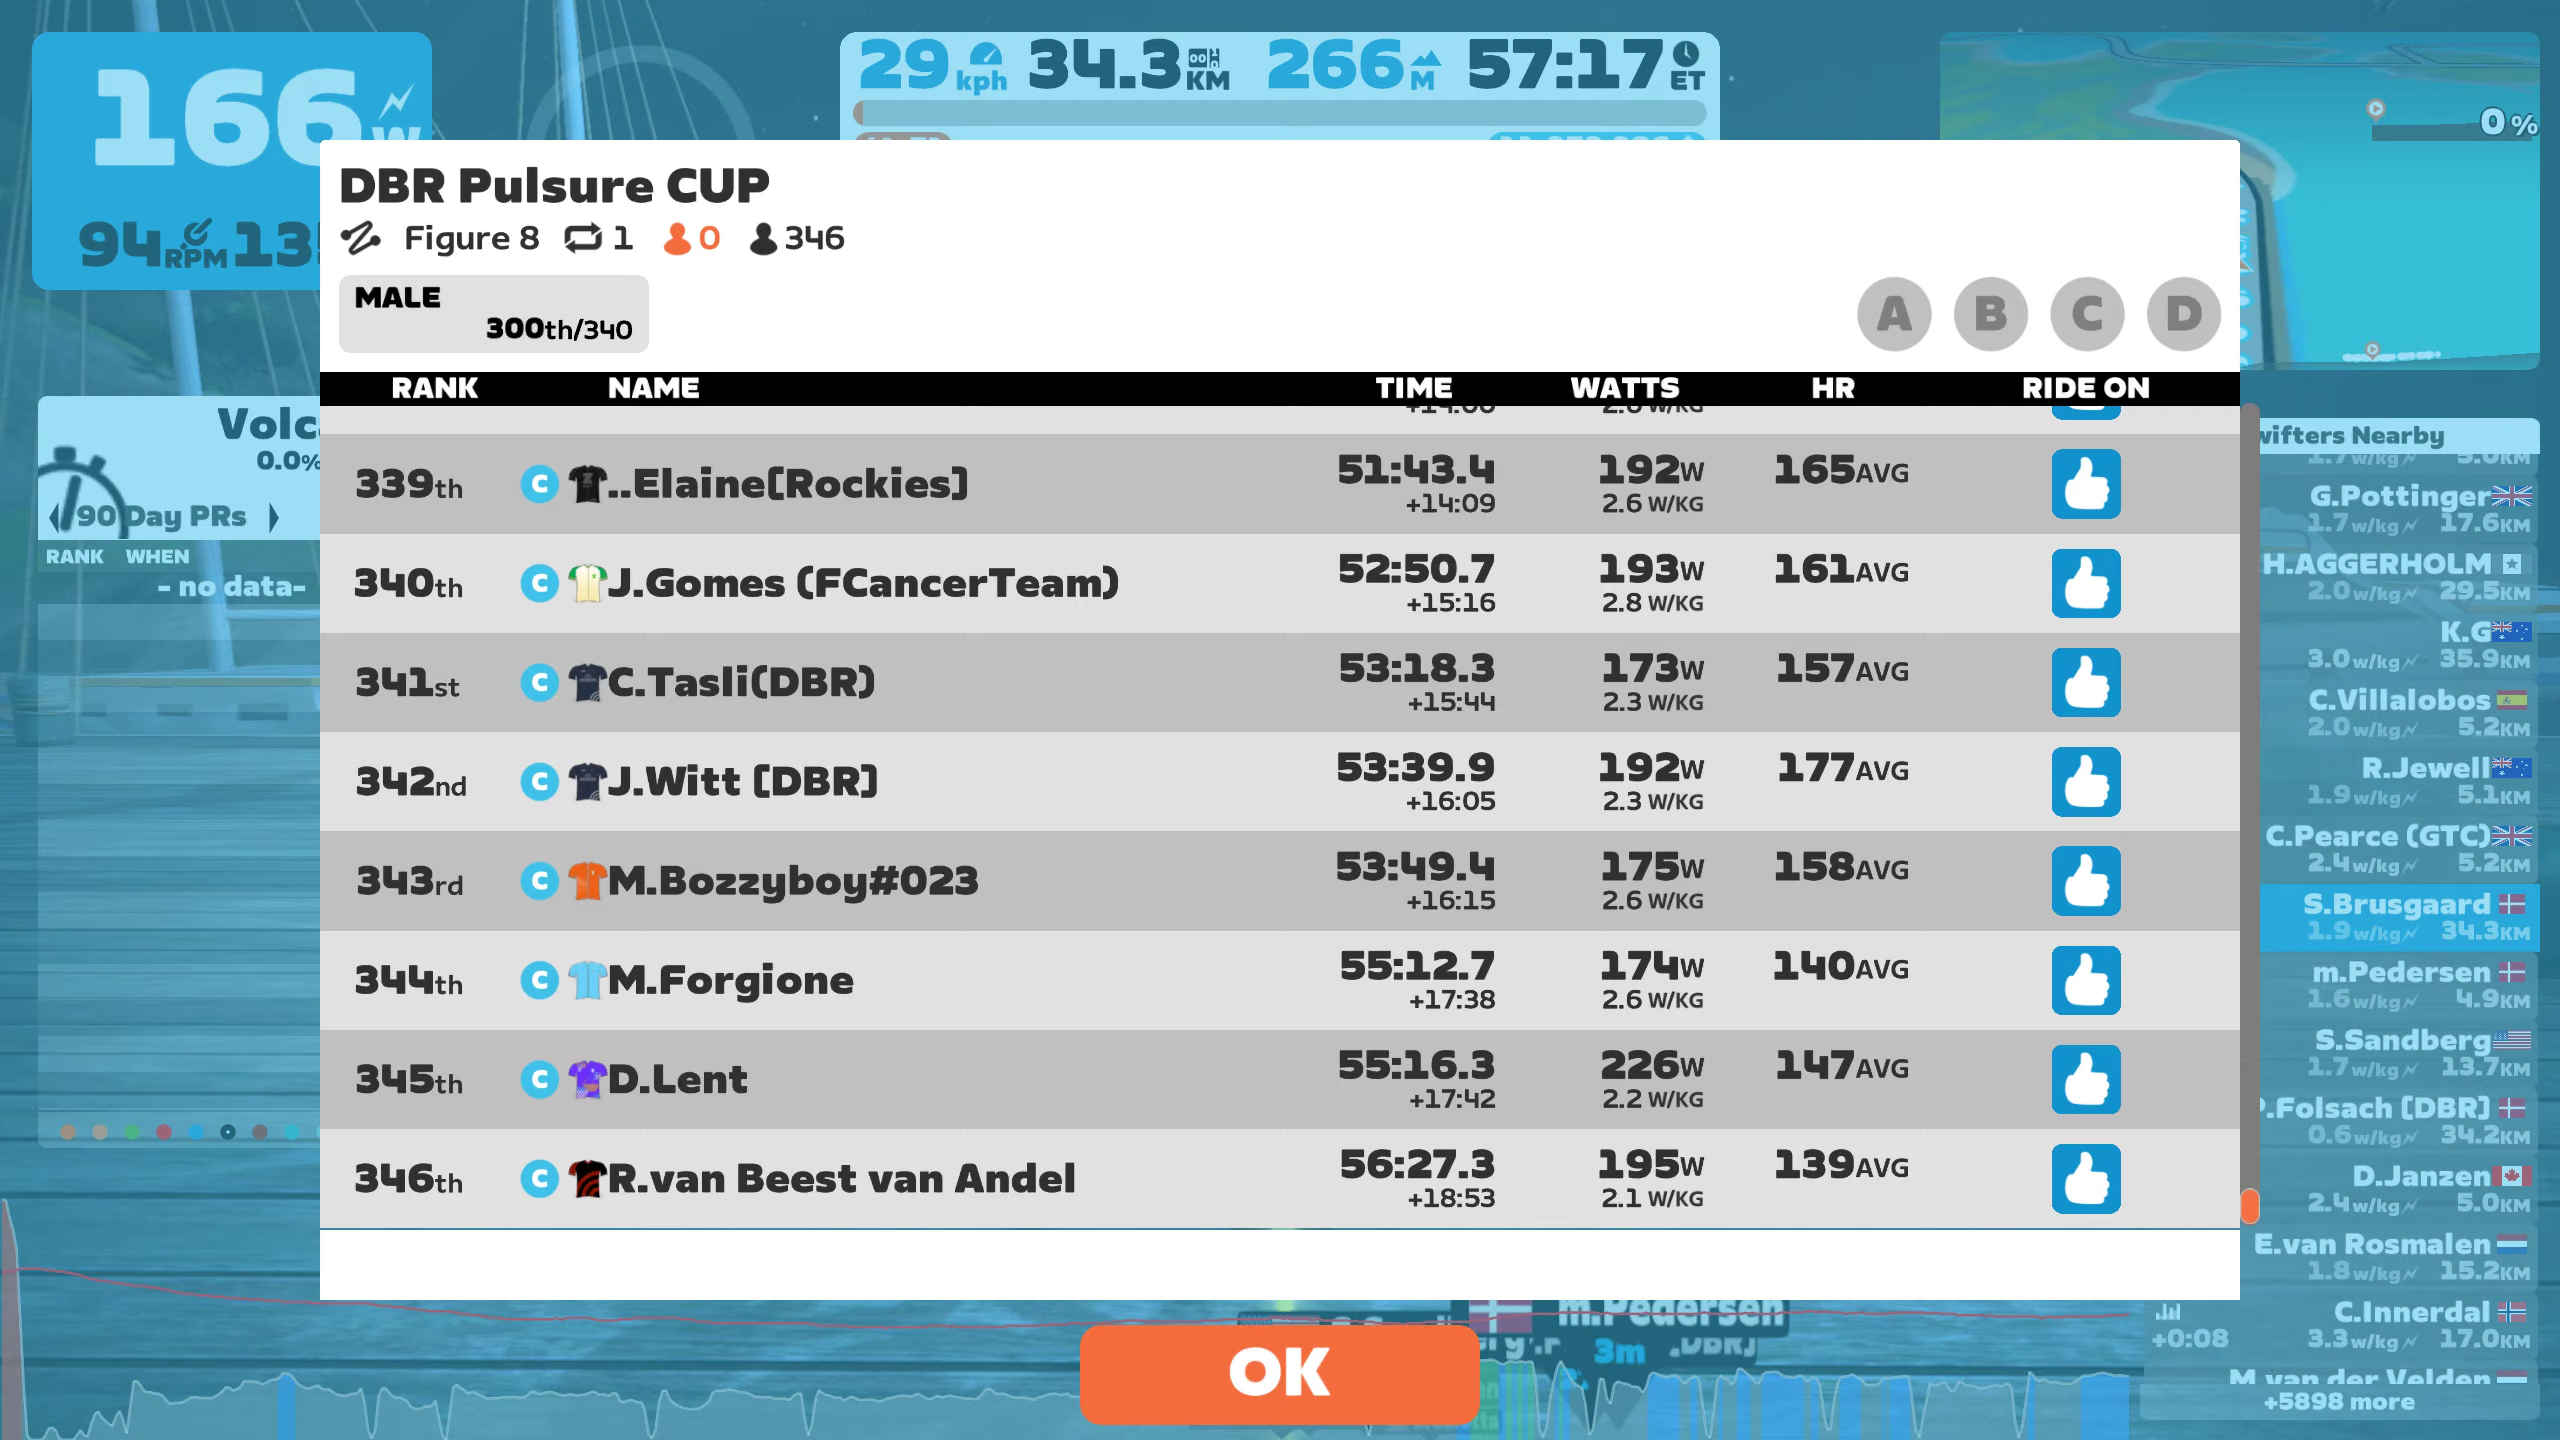 166 W
94 RPM
29 kph 34.3 KM 266 M 57:17 ET
0 %
DBR Pulsure CUP
Figure 8 1 0 346
MALE
300th/340
A B C D
RANK NAME TIME WATTS HR RIDE ON
339th C ..Elaine[Rockies] 51:43.4 192W 165AVG
+14:09 2.6 W/KG
340th C J.Gomes (FCancerTeam) 52:50.7 193W 161AVG
+15:16 2.8 W/KG
341st C C.Tasli(DBR) 53:18.3 173W 157AVG
+15:44 2.3 W/KG
342nd C J.Witt [DBR] 53:39.9 192W 177AVG
+16:05 2.3 W/KG
343rd C M.Bozzyboy#023 53:49.4 175W 158AVG
+16:15 2.6 W/KG
344th C M.Forgione 55:12.7 174W 140AVG
+17:38 2.6 W/KG
345th C D.Lent 55:16.3 226W 147AVG
+17:42 2.2 W/KG
346th C R.van Beest van Andel 56:27.3 195W 139AVG
+18:53 2.1 W/KG
OK
0.0%
90 Day PRs
RANK WHEN
- no data-
Nearby
G.Pottinger
1.7w/kg 17.6KM
H.AGGERHOLM
2.0w/kg 29.5KM
K.G
3.0w/kg 35.9KM
C.Villalobos
2.0w/kg 5.2KM
R.Jewell
1.9w/kg 5.1KM
C.Pearce (GTC)
2.4w/kg 5.2KM
S.Brusgaard
1.9w/kg 34.3KM
m.Pedersen
1.6w/kg 4.9KM
S.Sandberg
1.7w/kg 13.7KM
.Folsach [DBR]
0.6w/kg 34.2KM
D.Janzen
2.4w/kg 5.0KM
E.van Rosmalen
1.8w/kg 15.2KM
C.Innerdal
+0:08 3.3w/kg 17.0KM
M.van der Velden
+5898 more
m.Pedersen
3m